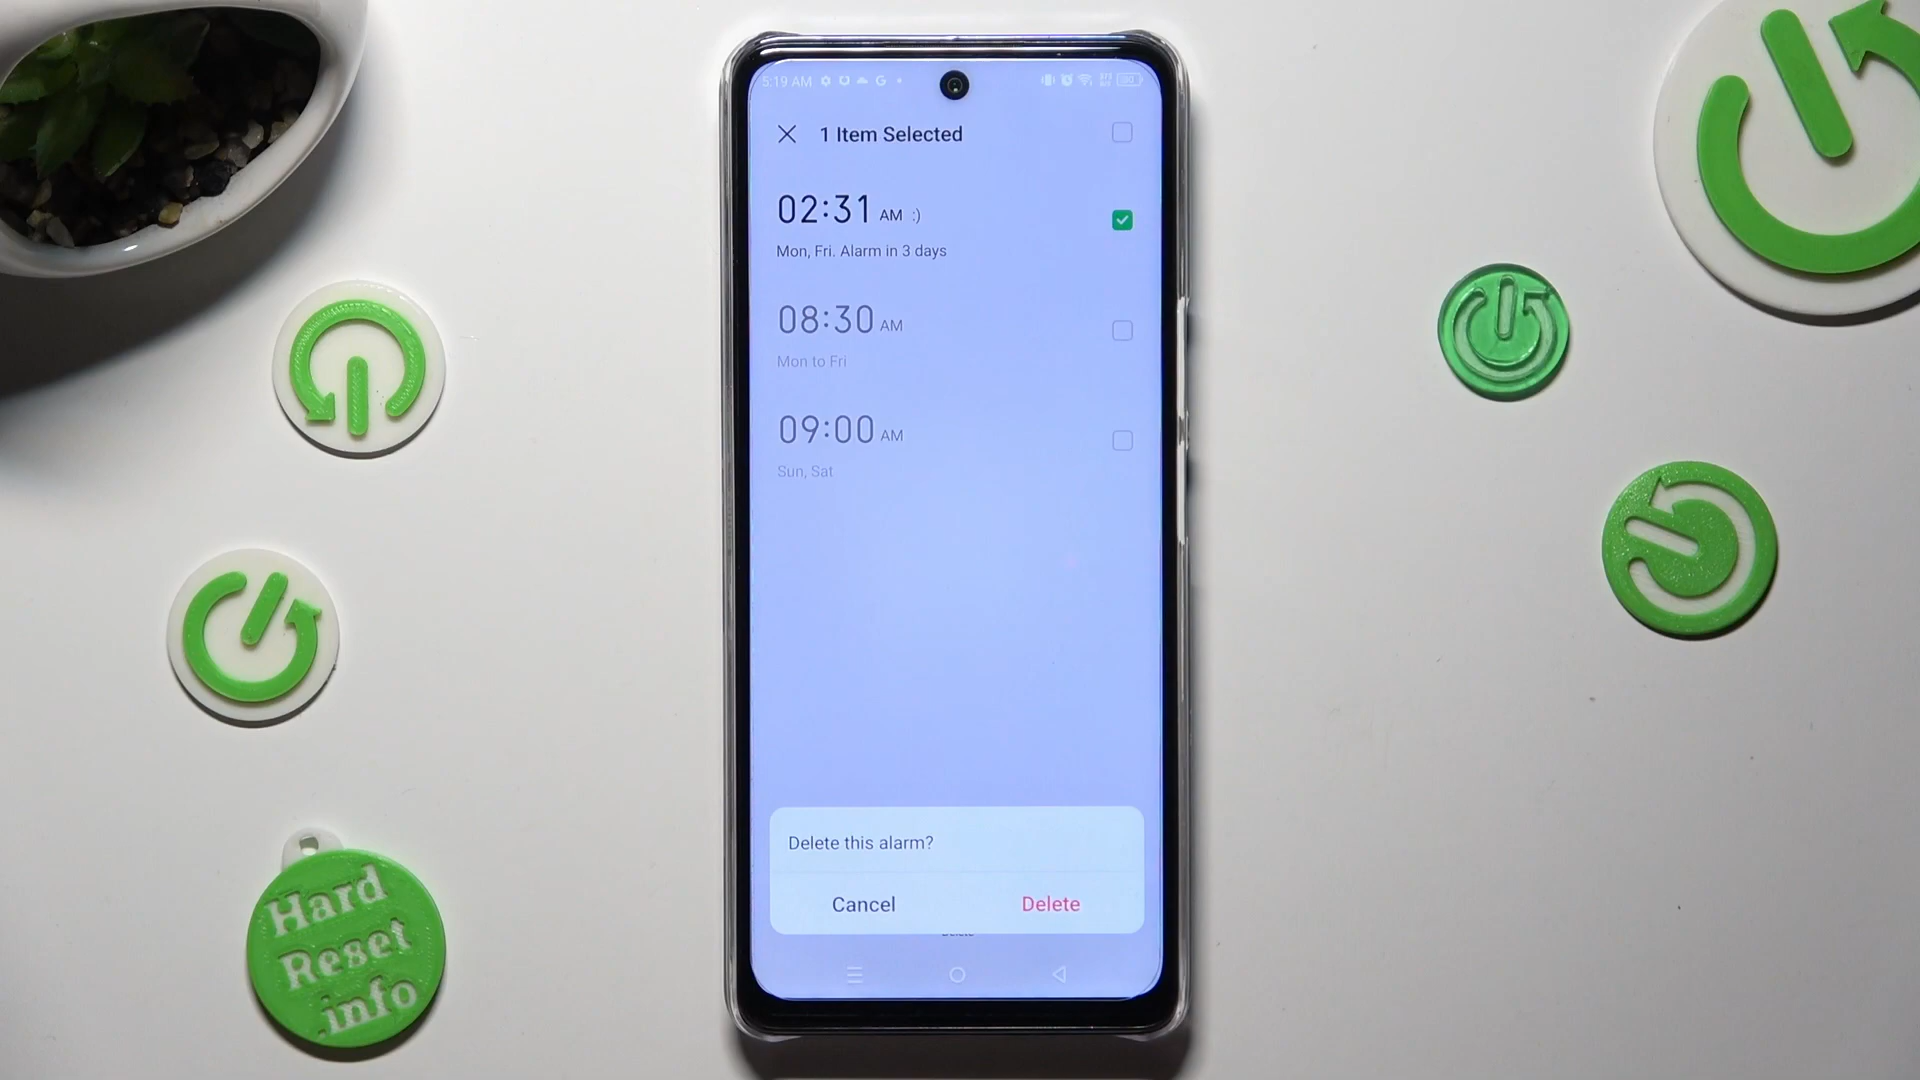 5:19 AM G
1 Item Selected
02:31 AM :)
Mon, Fri. Alarm in 3 days
08:30 AM
Mon to Fri
09:00 AM
Sun, Sat
Delete this alarm?
Cancel Delete
Delete
Hard
Reset
.info